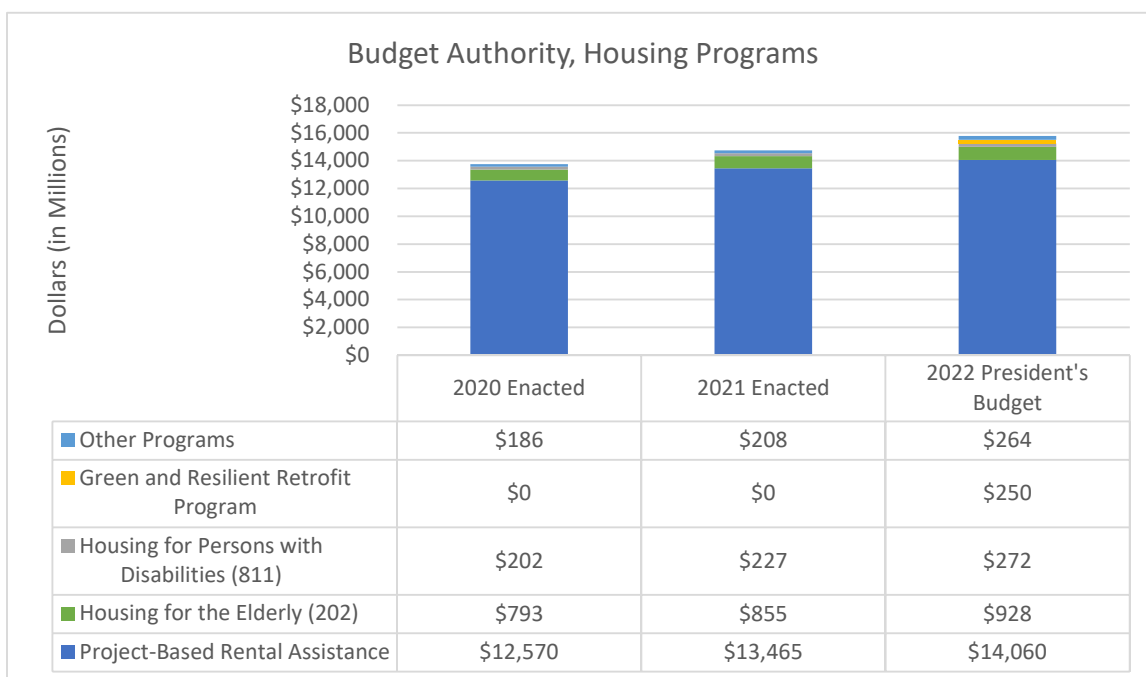 Budget Authority, Housing Programs
Dollars (in Millions)
$18,000
$16,000
$14,000
$12,000
$10,000
$8,000
$6,000
$4,000
$2,000
$0
2020 Enacted 2021 Enacted 2022 President's
Budget
Other Programs $186 $208 $264
Green and Resilient Retrofit
Program $0 $0 $250
Housing for Persons with
Disabilities (811) $202 $227 $272
Housing for the Elderly (202) $793 $855 $928
Project-Based Rental Assistance $12,570 $13,465 $14,060